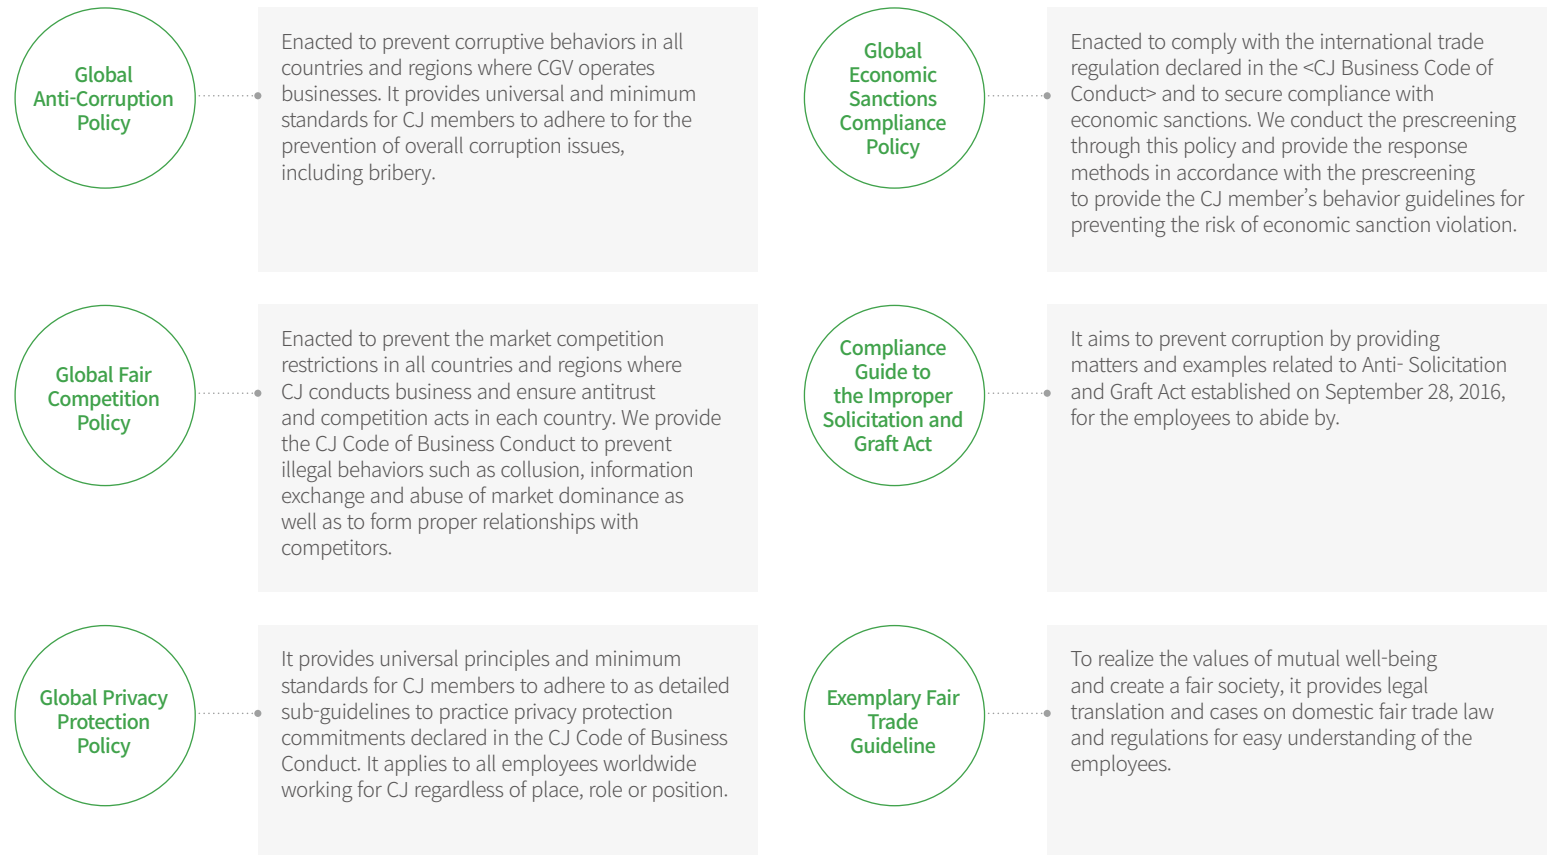 Global
Anti-Corruption
Policy
Enacted to prevent corruptive behaviors in all
countries and regions where CGV operates
businesses. It provides universal and minimum
standards for CJ members to adhere to for the
prevention of overall corruption issues,
including bribery.
Global
Economic
Sanctions
Compliance
Policy
Enacted to comply with the international trade
regulation declared in the <CJ Business Code of
Conduct> and to secure compliance with
economic sanctions. We conduct the prescreening
through this policy and provide the response
methods in accordance with the prescreening
to provide the CJ member’s behavior guidelines for
preventing the risk of economic sanction violation.
Global Fair
Competition
Policy
Enacted to prevent the market competition
restrictions in all countries and regions where
CJ conducts business and ensure antitrust
and competition acts in each country. We provide
the CJ Code of Business Conduct to prevent
illegal behaviors such as collusion, information
exchange and abuse of market dominance as
well as to form proper relationships with
competitors.
Compliance
Guide to
the Improper
Solicitation and
Graft Act
It aims to prevent corruption by providing
matters and examples related to Anti- Solicitation
and Graft Act established on September 28, 2016,
for the employees to abide by.
Global Privacy
Protection
Policy
It provides universal principles and minimum
standards for CJ members to adhere to as detailed
sub-guidelines to practice privacy protection
commitments declared in the CJ Code of Business
Conduct. It applies to all employees worldwide
working for CJ regardless of place, role or position.
Exemplary Fair
Trade
Guideline
To realize the values of mutual well-being
and create a fair society, it provides legal
translation and cases on domestic fair trade law
and regulations for easy understanding of the
employees.